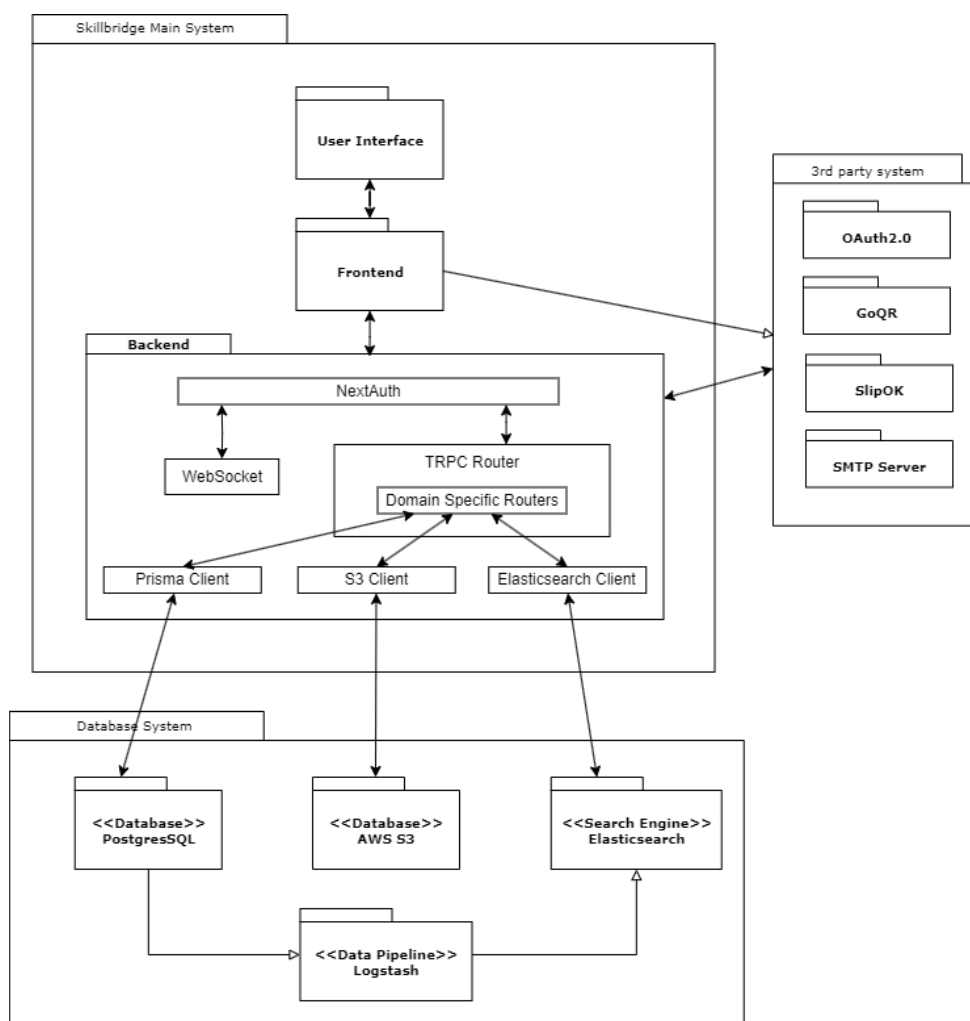 Skillbridge Main System
User Interface
Frontend
3rd party system
OAuth2.0
GoQR
SlipOK
SMTP Server
Backend
NextAuth
WebSocket
TRPC Router
Domain Specific Routers
Prisma Client
S3 Client
Elasticsearch Client
Database System
<<Database>>
PostgresSQL
<<Database>>
AWS S3
<<Search Engine>>
Elasticsearch
<<Data Pipeline>>
Logstash